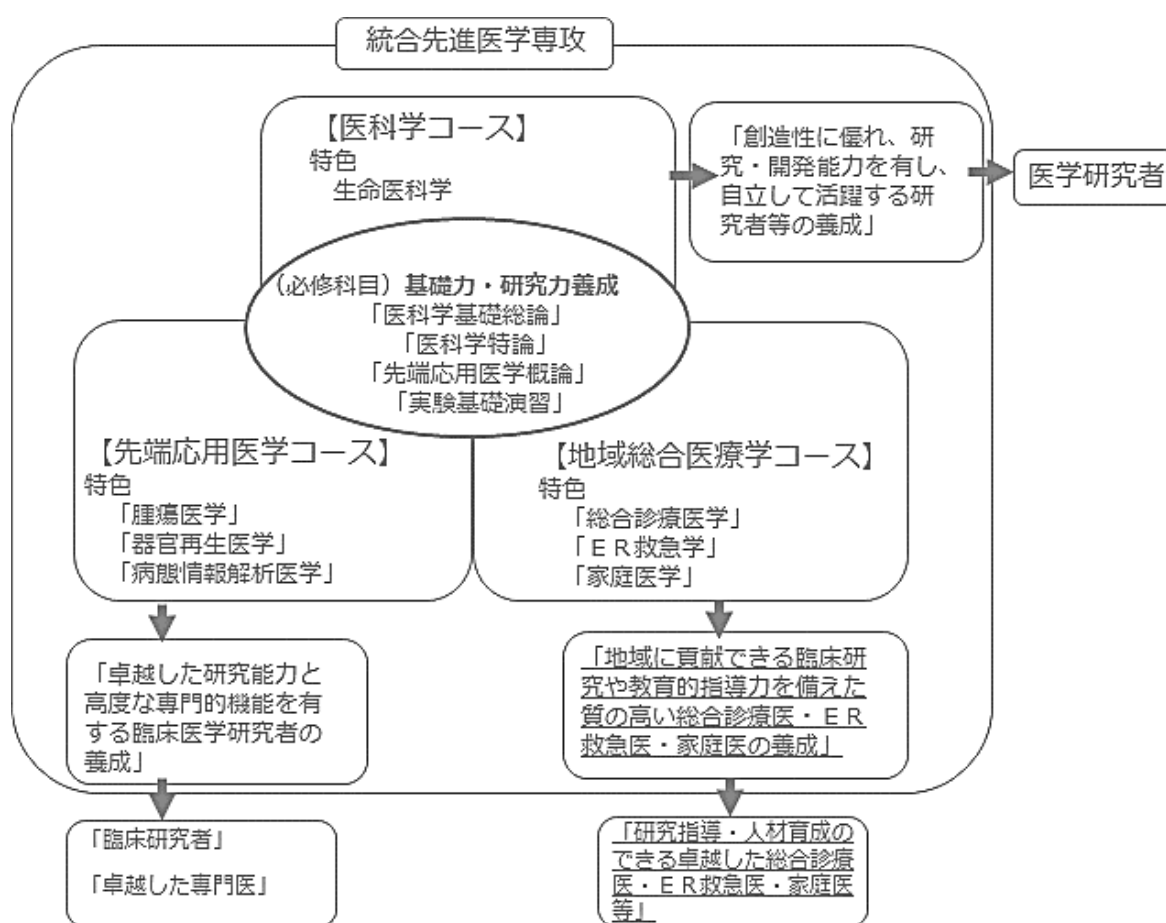 統合先進医学専攻
【医科学コース】
特色
生命医科学
「創造性に優れ、研
究・開発能力を有し、
自立して活躍する研
究者等の養成」
医学研究者
（必修科目）基礎力・研究力養成
「医科学基礎総論」
「医科学特論」
「先端応用医学概論」
「実験基礎演習」
【先端応用医学コース】
特色
「腫瘍医学」
「器官再生医学」
「病態情報解析医学」
【地域総合医療学コース】
特色
「総合診療医学」
「ＥＲ救急学」
「家庭医学」
「卓越した研究能力と
高度な専門的機能を有
する臨床医学研究者の
養成」
「地域に貢献できる臨床研
究や教育的指導力を備えた
質の高い総合診療医・ＥＲ
救急医・家庭医の養成」
「臨床研究者」
「卓越した専門医」
「研究指導・人材育成の
できる卓越した総合診療
医・ＥＲ救急医・家庭医
等」